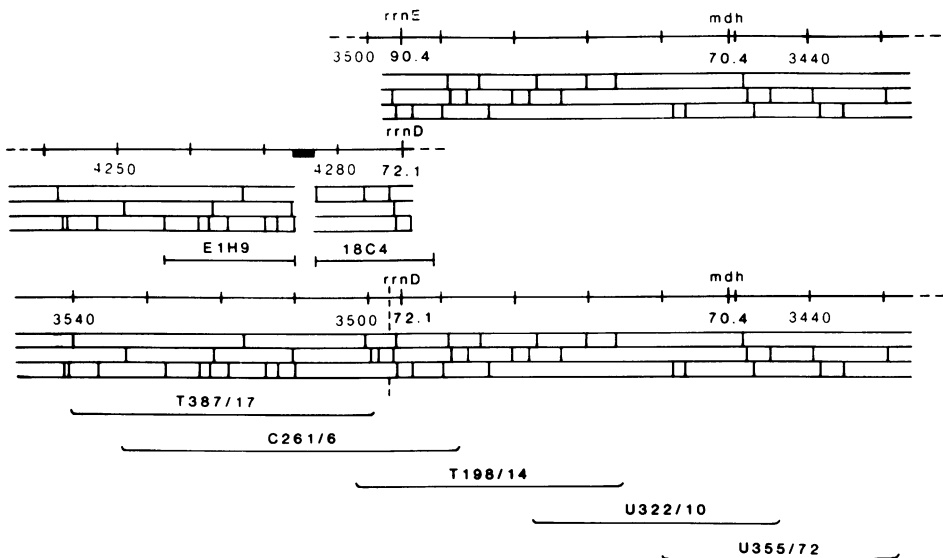 rrnE mdh
3500 90.4 70.4 3440
rrnD
4250 4280 72.1
E1H9 18C4
rrnD mdh
3540 3500 72.1 70.4 3440
T387/17
C261/6
T198/14
U322/10
U355/72